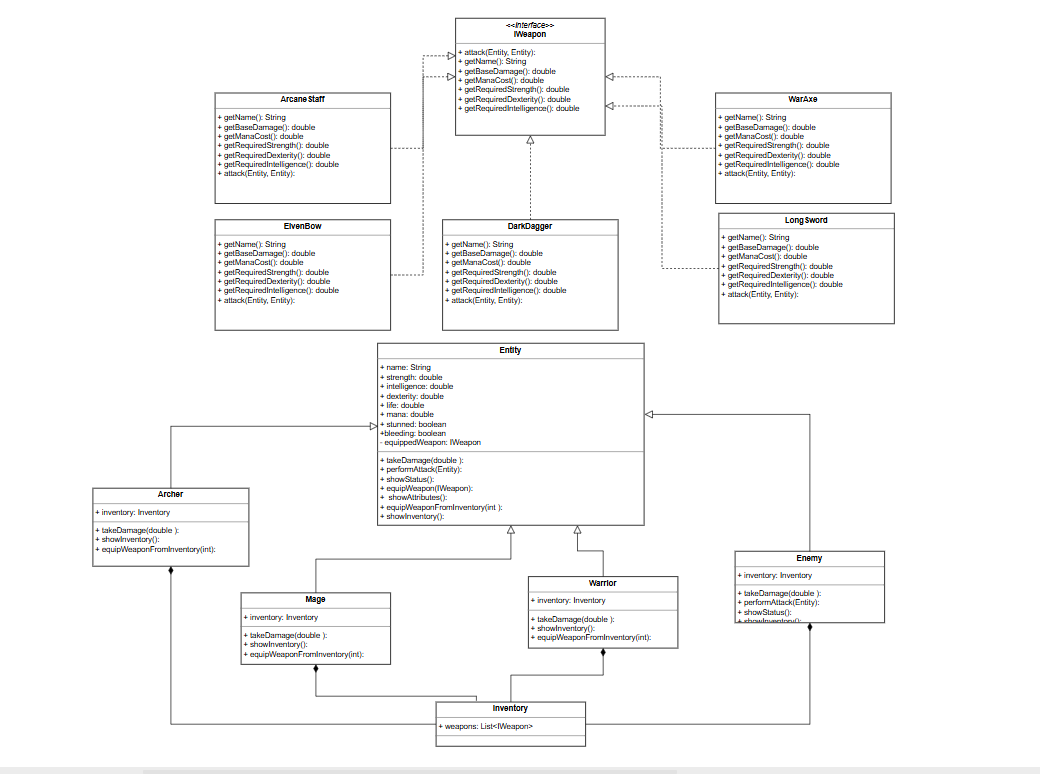 <<Interface>>
IWeapon
+ attack(Entity, Entity):
+ getName(): String
+ getBaseDamage(): double
+ getManaCost(): double
+ getRequiredStrength(): double
+ getRequiredDexterity(): double
+ getRequiredIntelligence(): double
ArcaneStaff
+ getName(): String
+ getBaseDamage(): double
+ getManaCost(): double
+ getRequiredStrength(): double
+ getRequiredDexterity(): double
+ getRequiredIntelligence(): double
+ attack(Entity, Entity):
WarAxe
+ getName(): String
+ getBaseDamage(): double
+ getManaCost(): double
+ getRequiredStrength(): double
+ getRequiredDexterity(): double
+ getRequiredIntelligence(): double
+ attack(Entity, Entity):
ElvenBow
+ getName(): String
+ getBaseDamage(): double
+ getManaCost(): double
+ getRequiredStrength(): double
+ getRequiredDexterity(): double
+ getRequiredIntelligence(): double
+ attack(Entity, Entity):
DarkDagger
+ getName(): String
+ getBaseDamage(): double
+ getManaCost(): double
+ getRequiredStrength(): double
+ getRequiredDexterity(): double
+ getRequiredIntelligence(): double
+ attack(Entity, Entity):
LongSword
+ getName(): String
+ getBaseDamage(): double
+ getManaCost(): double
+ getRequiredStrength(): double
+ getRequiredDexterity(): double
+ getRequiredIntelligence(): double
+ attack(Entity, Entity):
Entity
+ name: String
+ strength: double
+ intelligence: double
+ dexterity: double
+ life: double
+ mana: double
+ stunned: boolean
+bleeding: boolean
- equippedWeapon: IWeapon
+ takeDamage(double ):
+ performAttack(Entity):
+ showStatus():
+ equipWeapon(IWeapon):
+ showAttributes():
+ equipWeaponFromInventory(int ):
+ showInventory():
Archer
+ inventory: Inventory
+ takeDamage(double ):
+ showInventory():
+ equipWeaponFromInventory(int):
Mage
+ inventory: Inventory
+ takeDamage(double ):
+ showInventory():
+ equipWeaponFromInventory(int):
Warrior
+ inventory: Inventory
+ takeDamage(double ):
+ showInventory():
+ equipWeaponFromInventory(int):
Enemy
+ inventory: Inventory
+ takeDamage(double ):
+ performAttack(Entity):
+ showStatus():
+ showInventory():
Inventory
+ weapons: List<IWeapon>